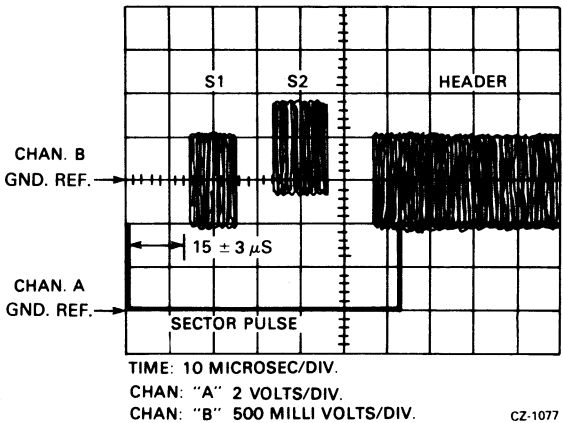 S1 S2 HEADER
CHAN. B
GND. REF.
15 ± 3 μS
CHAN. A
GND. REF.
SECTOR PULSE
TIME: 10 MICROSEC/DIV.
CHAN: "A" 2 VOLTS/DIV.
CHAN: "B" 500 MILLI VOLTS/DIV.
CZ-1077